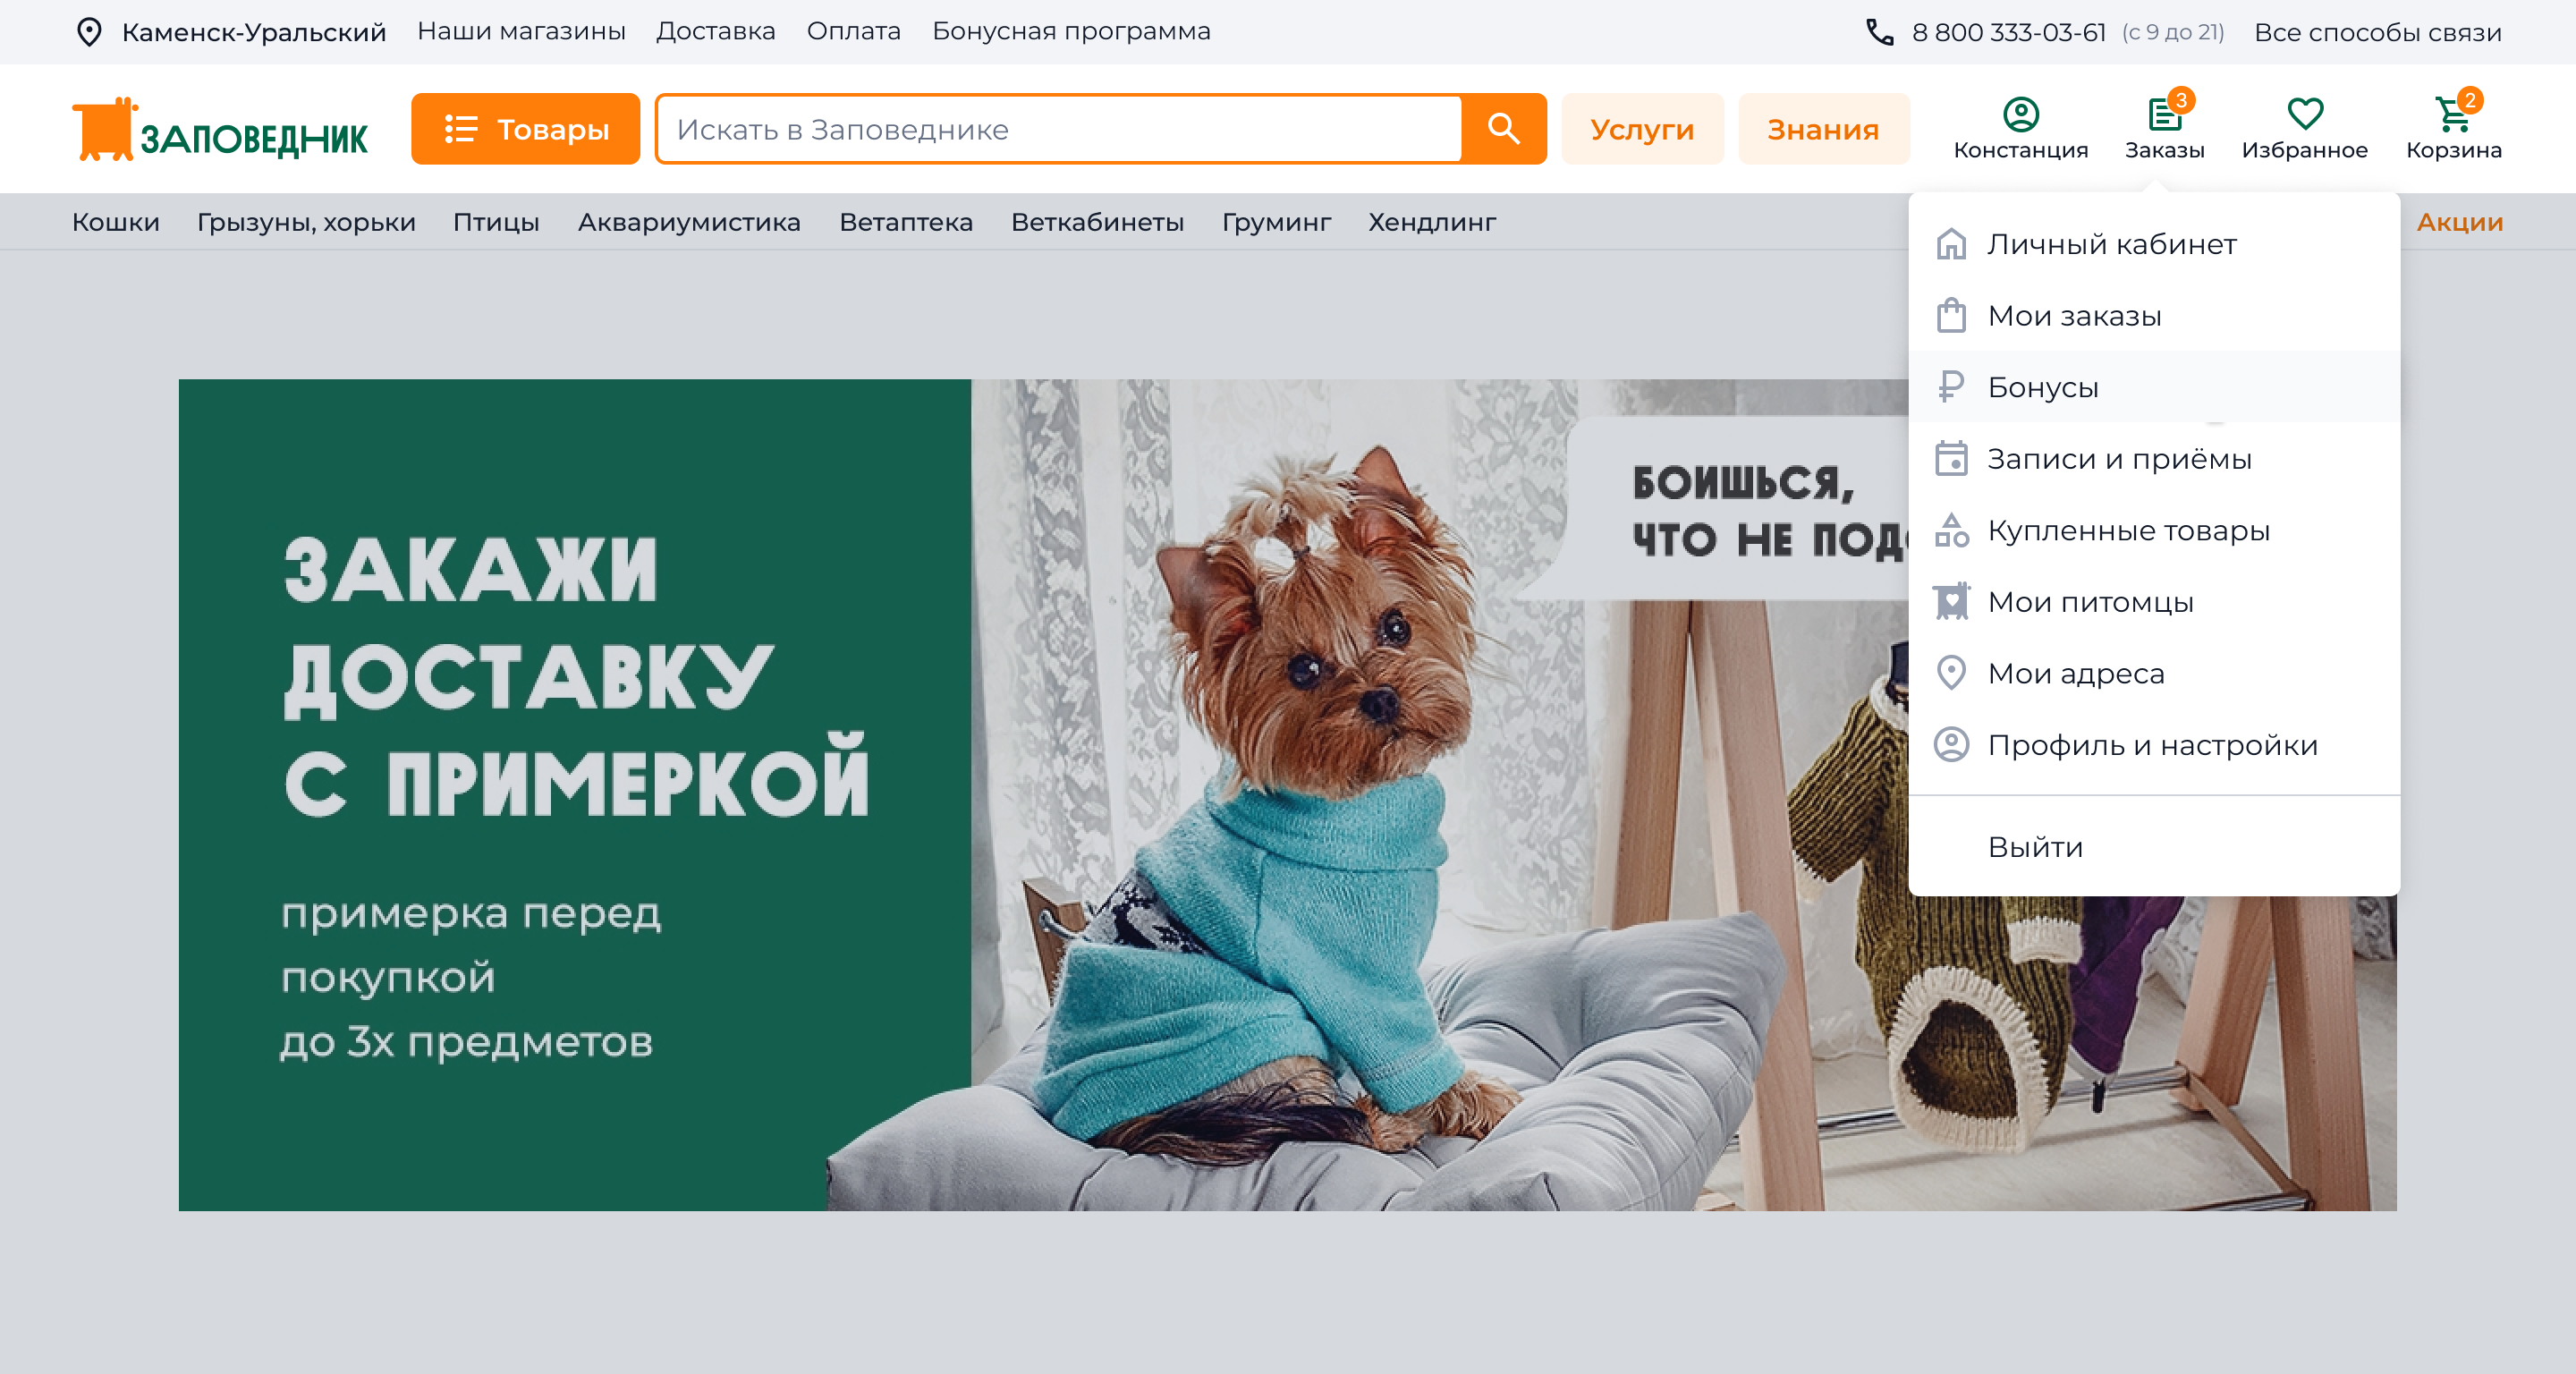 Каменск-Уральский Наши магазины Доставка Оплата Бонусная программа 8 800 333-03-61 (с 9 до 21) Все способы связи
ЗАПОВЕДНИК Товары Искать в Заповеднике Услуги Знания Констанция Заказы 3 Избранное Корзина 2
Кошки Грызуны, хорьки Птицы Аквариумистика Ветаптека Веткабинеты Груминг Хендлинг Акции
Личный кабинет
Мои заказы
Бонусы
Записи и приёмы
Купленные товары
Мои питомцы
Мои адреса
Профиль и настройки
Выйти
ЗАКАЖИ
ДОСТАВКУ
С ПРИМЕРКОЙ
примерка перед
покупкой
до 3х предметов
БОИШЬСЯ,
ЧТО НЕ